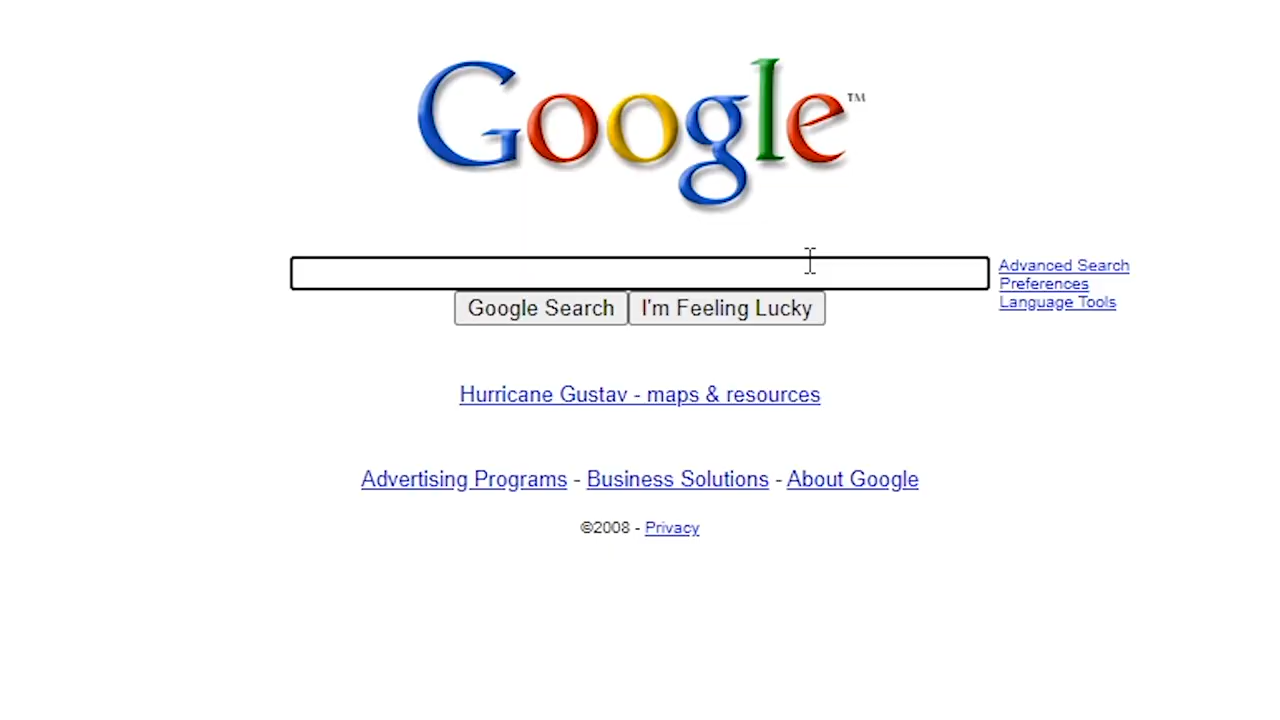 Google™
Advanced Search
Preferences
Language Tools
Google Search I'm Feeling Lucky
Hurricane Gustav - maps & resources
Advertising Programs - Business Solutions - About Google
©2008 - Privacy